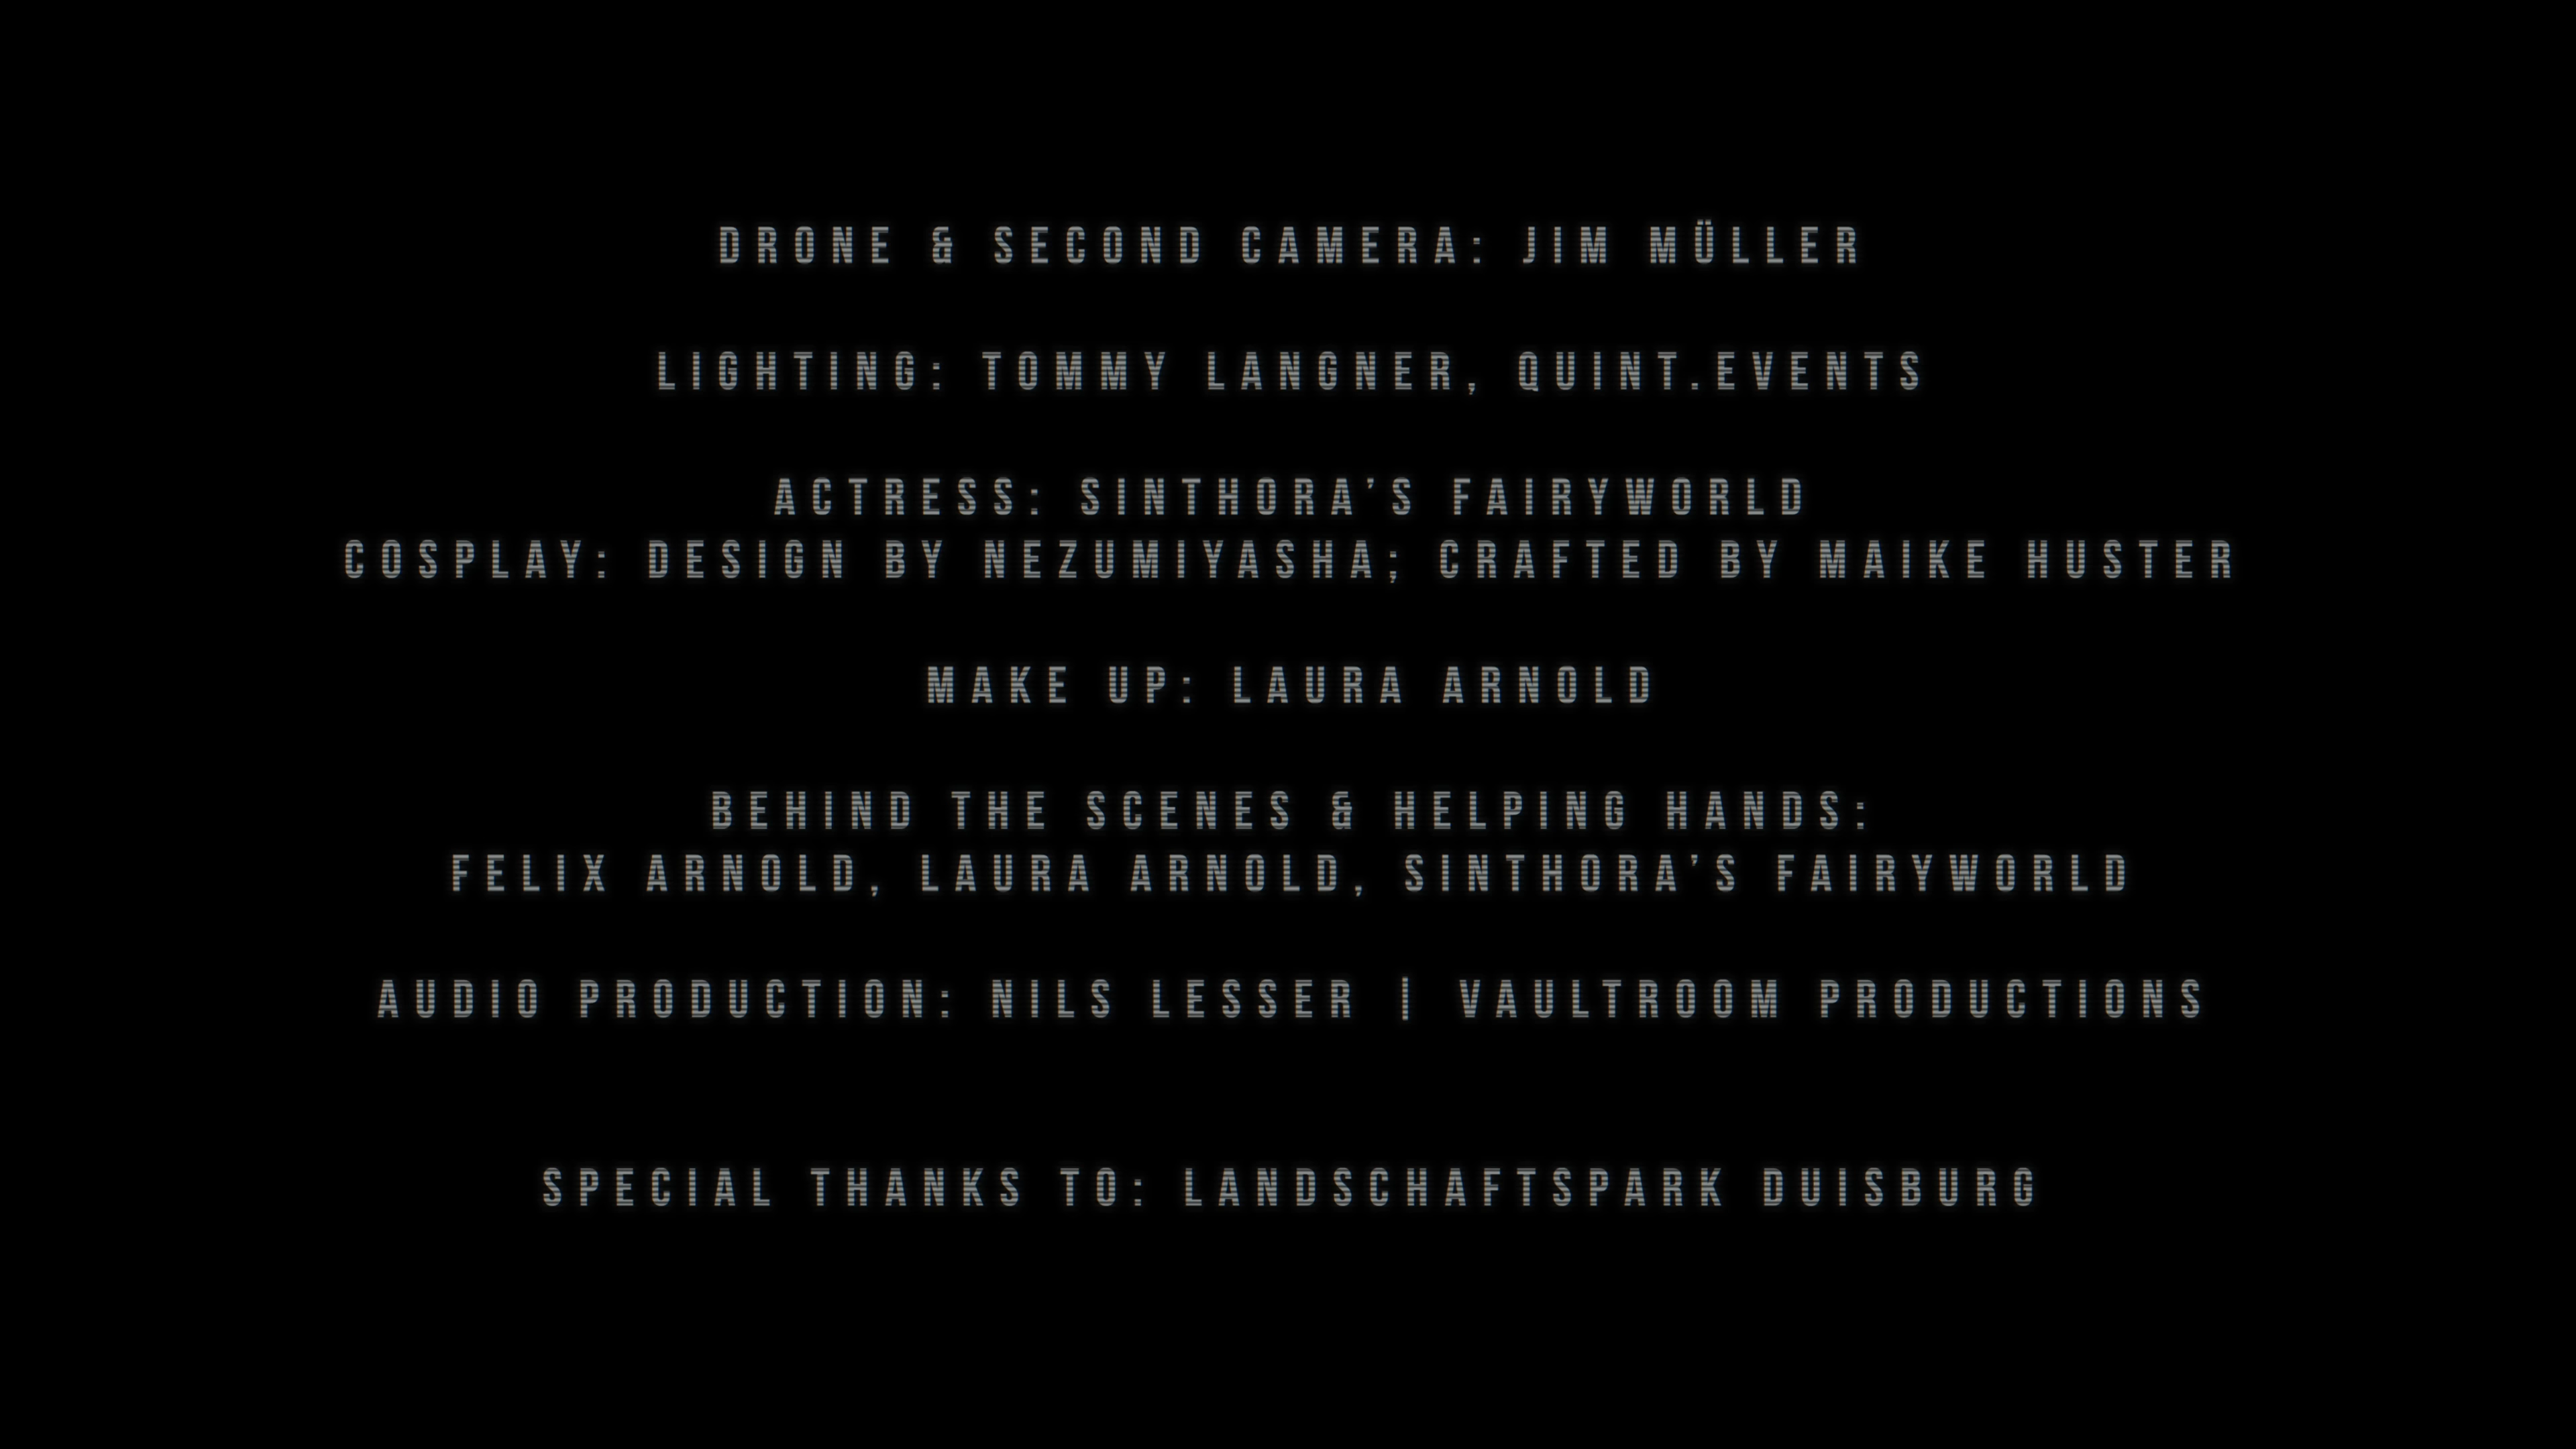 DRONE & SECOND CAMERA: JIM MÜLLER
LIGHTING: TOMMY LANGNER, QUINT.EVENTS
ACTRESS: SINTHORA'S FAIRYWORLD
COSPLAY: DESIGN BY NEZUMIYASHA; CRAFTED BY MAIKE HUSTER
MAKE UP: LAURA ARNOLD
BEHIND THE SCENES & HELPING HANDS:
FELIX ARNOLD, LAURA ARNOLD, SINTHORA'S FAIRYWORLD
AUDIO PRODUCTION: NILS LESSER | VAULTROOM PRODUCTIONS
SPECIAL THANKS TO: LANDSCHAFTSPARK DUISBURG